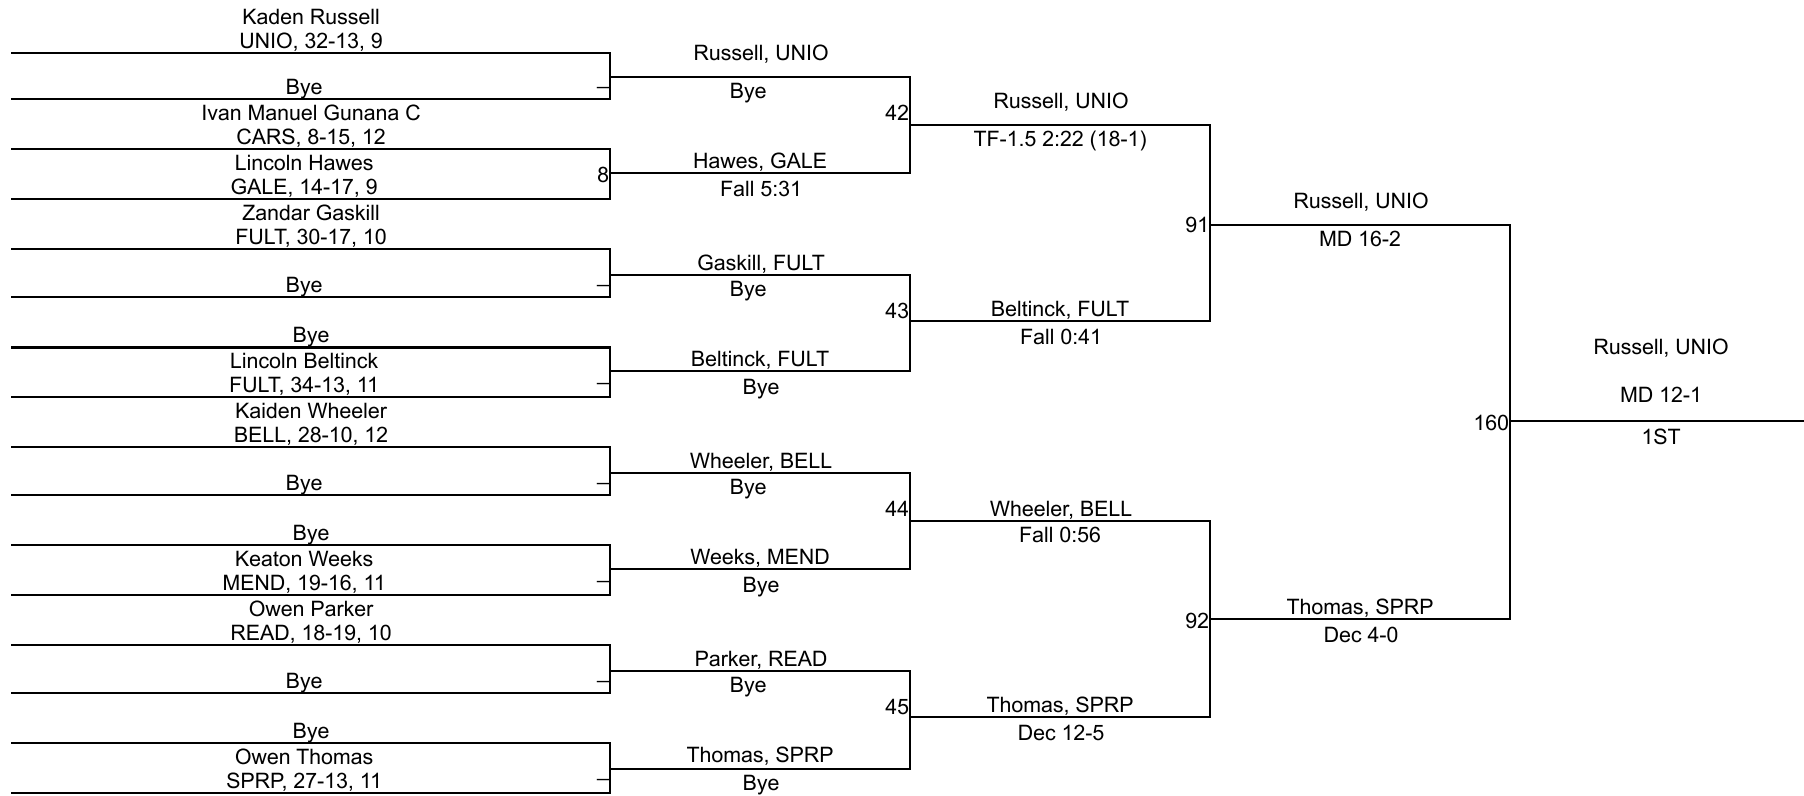 Kaden Russell
UNIO, 32-13, 9
Bye
Ivan Manuel Gunana C
CARS, 8-15, 12
Lincoln Hawes
GALE, 14-17, 9
Zandar Gaskill
FULT, 30-17, 10
Bye
Bye
Lincoln Beltinck
FULT, 34-13, 11
Kaiden Wheeler
BELL, 28-10, 12
Bye
Bye
Keaton Weeks
MEND, 19-16, 11
Owen Parker
READ, 18-19, 10
Bye
Bye
Owen Thomas
SPRP, 27-13, 11
8
Russell, UNIO
Bye
Hawes, GALE
Fall 5:31
Gaskill, FULT
Bye
Beltinck, FULT
Bye
Wheeler, BELL
Bye
Weeks, MEND
Bye
Parker, READ
Bye
Thomas, SPRP
Bye
42
43
44
45
Russell, UNIO
TF-1.5 2:22 (18-1)
Beltinck, FULT
Fall 0:41
Wheeler, BELL
Fall 0:56
Thomas, SPRP
Dec 12-5
91
92
Russell, UNIO
MD 16-2
Thomas, SPRP
Dec 4-0
160
Russell, UNIO
MD 12-1
1ST